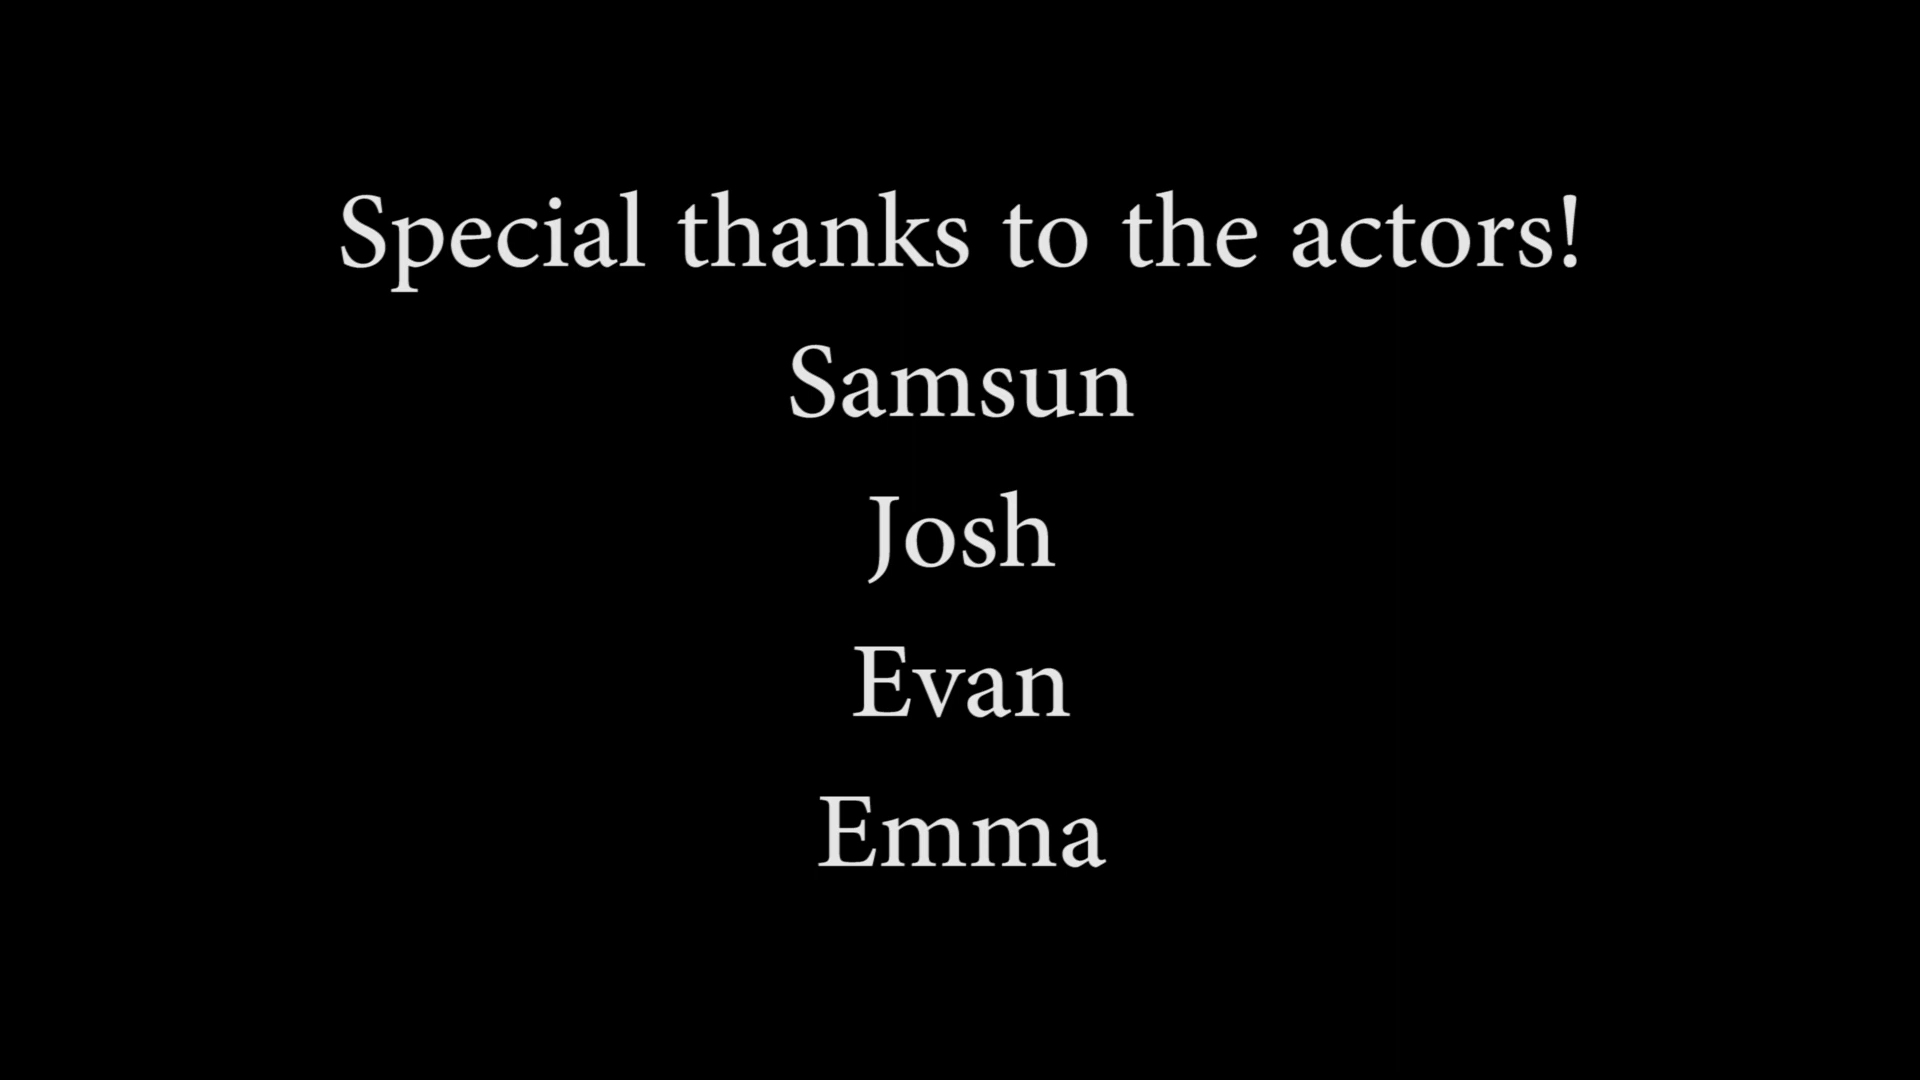 Special thanks to the actors!
Samsun
Josh
Evan
Emma